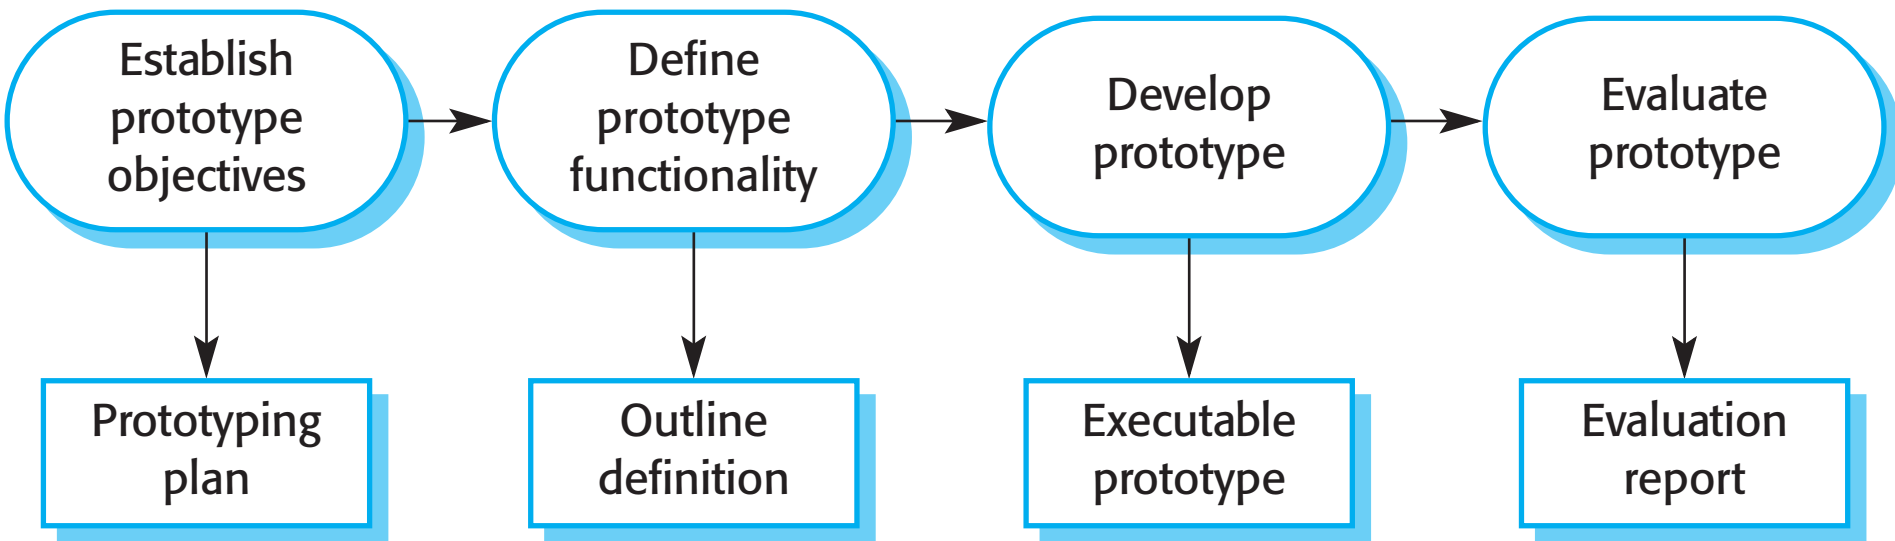 Establish
prototype
objectives
Define
prototype
functionality
Develop
prototype
Evaluate
prototype
Prototyping
plan
Outline
definition
Executable
prototype
Evaluation
report